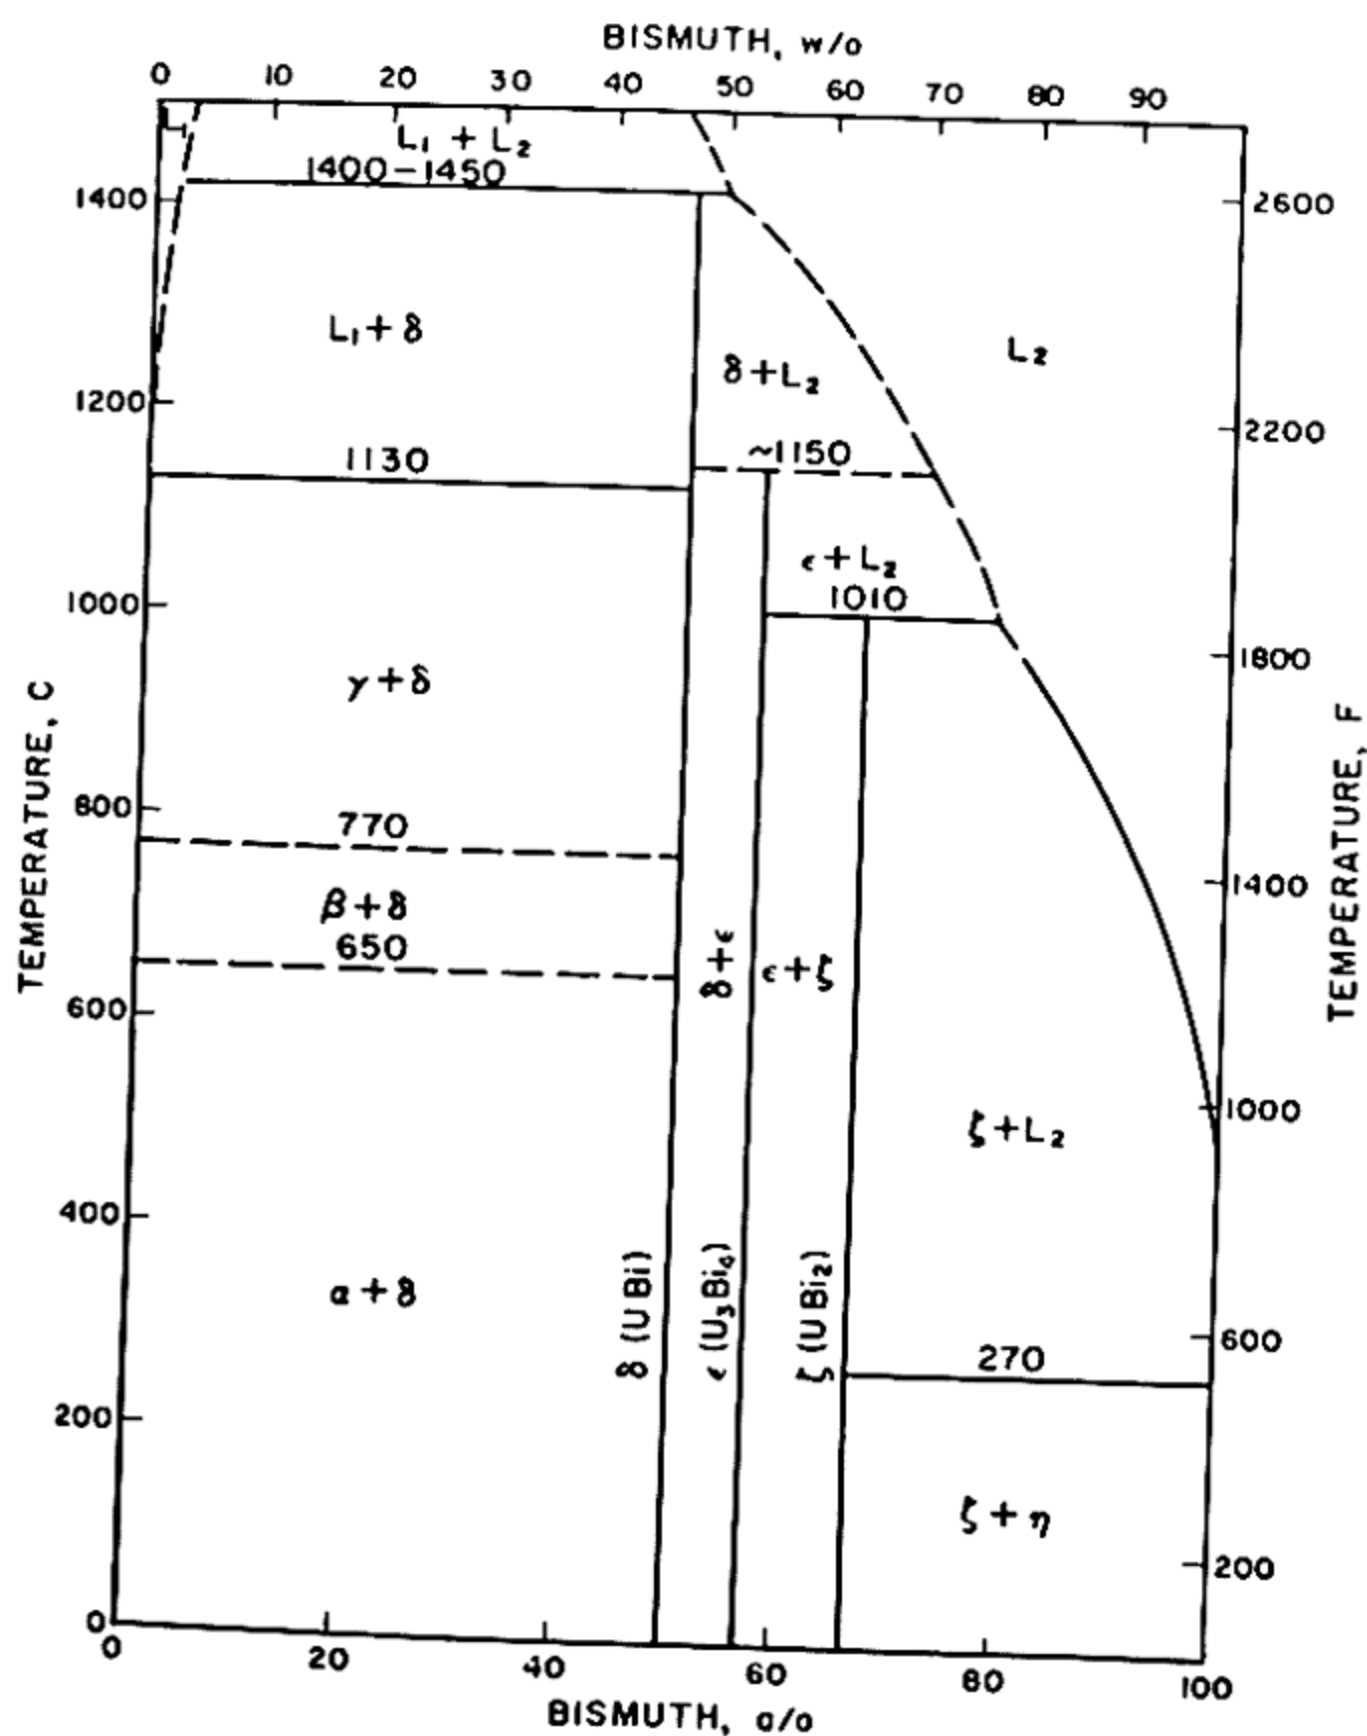 BISMUTH, w/o
0 10 20 30 40 50 60 70 80 90
L₁
L₁ + L₂
1400-1450
1400
2600
L₁ + δ
L₂
δ + L₂
1200
2200
~1150
1130
ε + L₂
1010
1000
1800
γ + δ
TEMPERATURE, C
TEMPERATURE, F
800
770
1400
β + δ
650
δ + ε
ε + ζ
600
1000
ζ + L₂
400
α + δ
δ (UBi)
ε (U₃Bi₄)
ζ (UBi₂)
600
270
200
ζ + η
200
0
0 20 40 60 80 100
BISMUTH, a/o